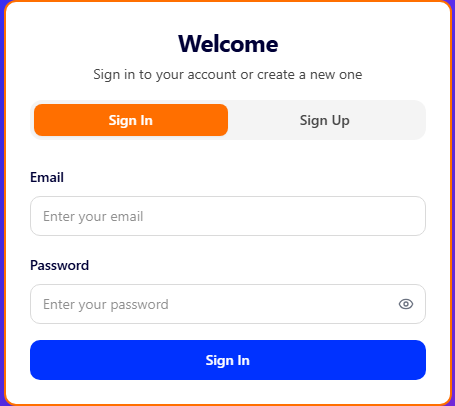 Welcome
Sign in to your account or create a new one
Sign In
Sign Up
Email
Enter your email
Password
Enter your password
Sign In